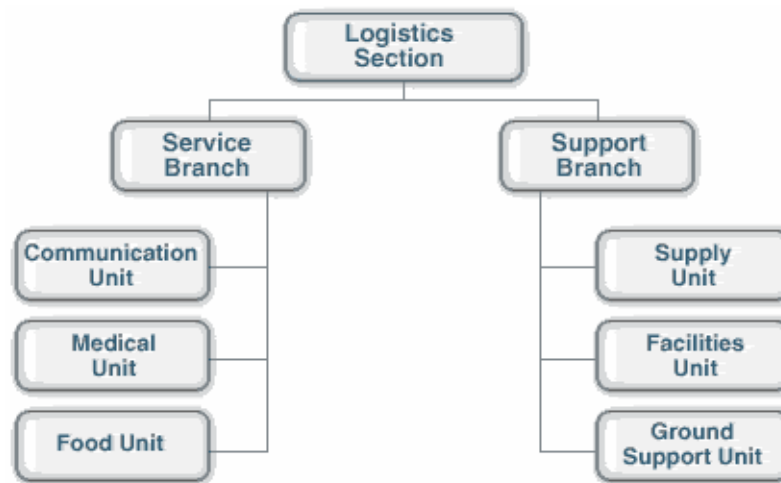 Logistics
Section
Service
Branch
Support
Branch
Communication
Unit
Supply
Unit
Medical
Unit
Facilities
Unit
Food Unit
Ground
Support Unit